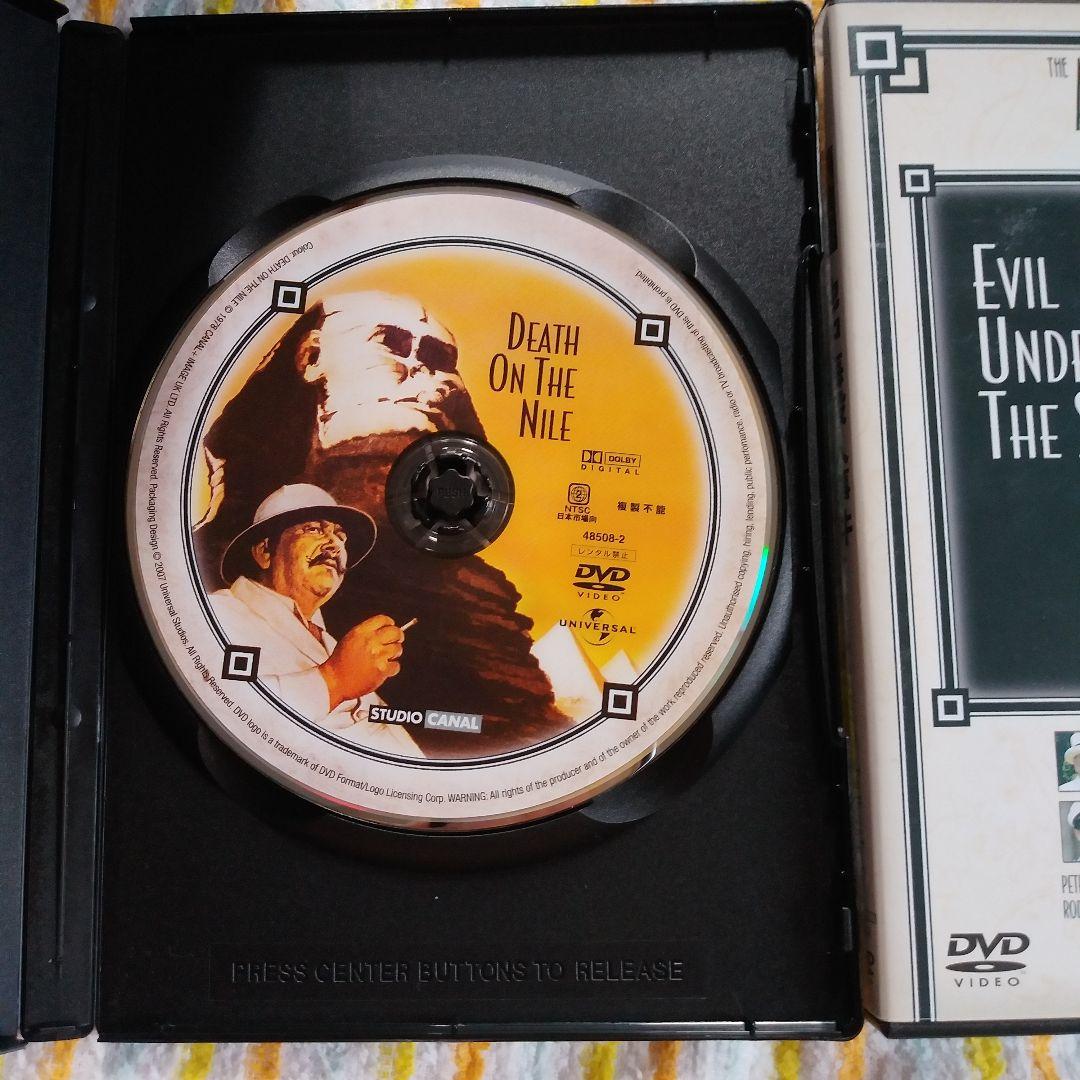 DEATH
ON THE
NILE
DOLBY
DIGITAL
2
NTSC
日本市場向
複製不能
48508-2
レンタル禁止
DVD
VIDEO
UNIVERSAL
STUDIO CANAL
PUSH
Colour. DEATH ON THE NILE © 1978 CANAL + IMAGE UK LTD. All Rights Reserved. Packaging Design © 2007 Universal Studios. All Rights Reserved. DVD logo is a trademark of DVD Format/Logo Licensing Corp. WARNING: All rights of the producer and of the owner of the work reproduced reserved. Unauthorised copying, hiring, lending, public performance, radio or TV broadcasting of this DVD is prohibited.
PRESS CENTER BUTTONS TO RELEASE
THE
EVIL
UNDE
THE
PET
ROD
DVD
VIDEO